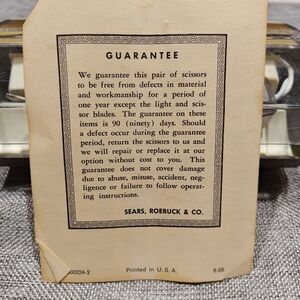 GUARANTEE
We guarantee this pair of scissors
to be free from defects in material
and workmanship for a period of
one year except the light and scis-
sor blades. The guarantee on these
items is 90 (ninety) days. Should
a defect occur during the guarantee
period, return the scissors to us and
we will repair or replace it at our
option without cost to you. This
guarantee does not cover damage
due to abuse, misuse, accident, neg-
ligence or failure to follow operat-
ing instructions.
SEARS, ROEBUCK & CO.
Printed in U. S. A.